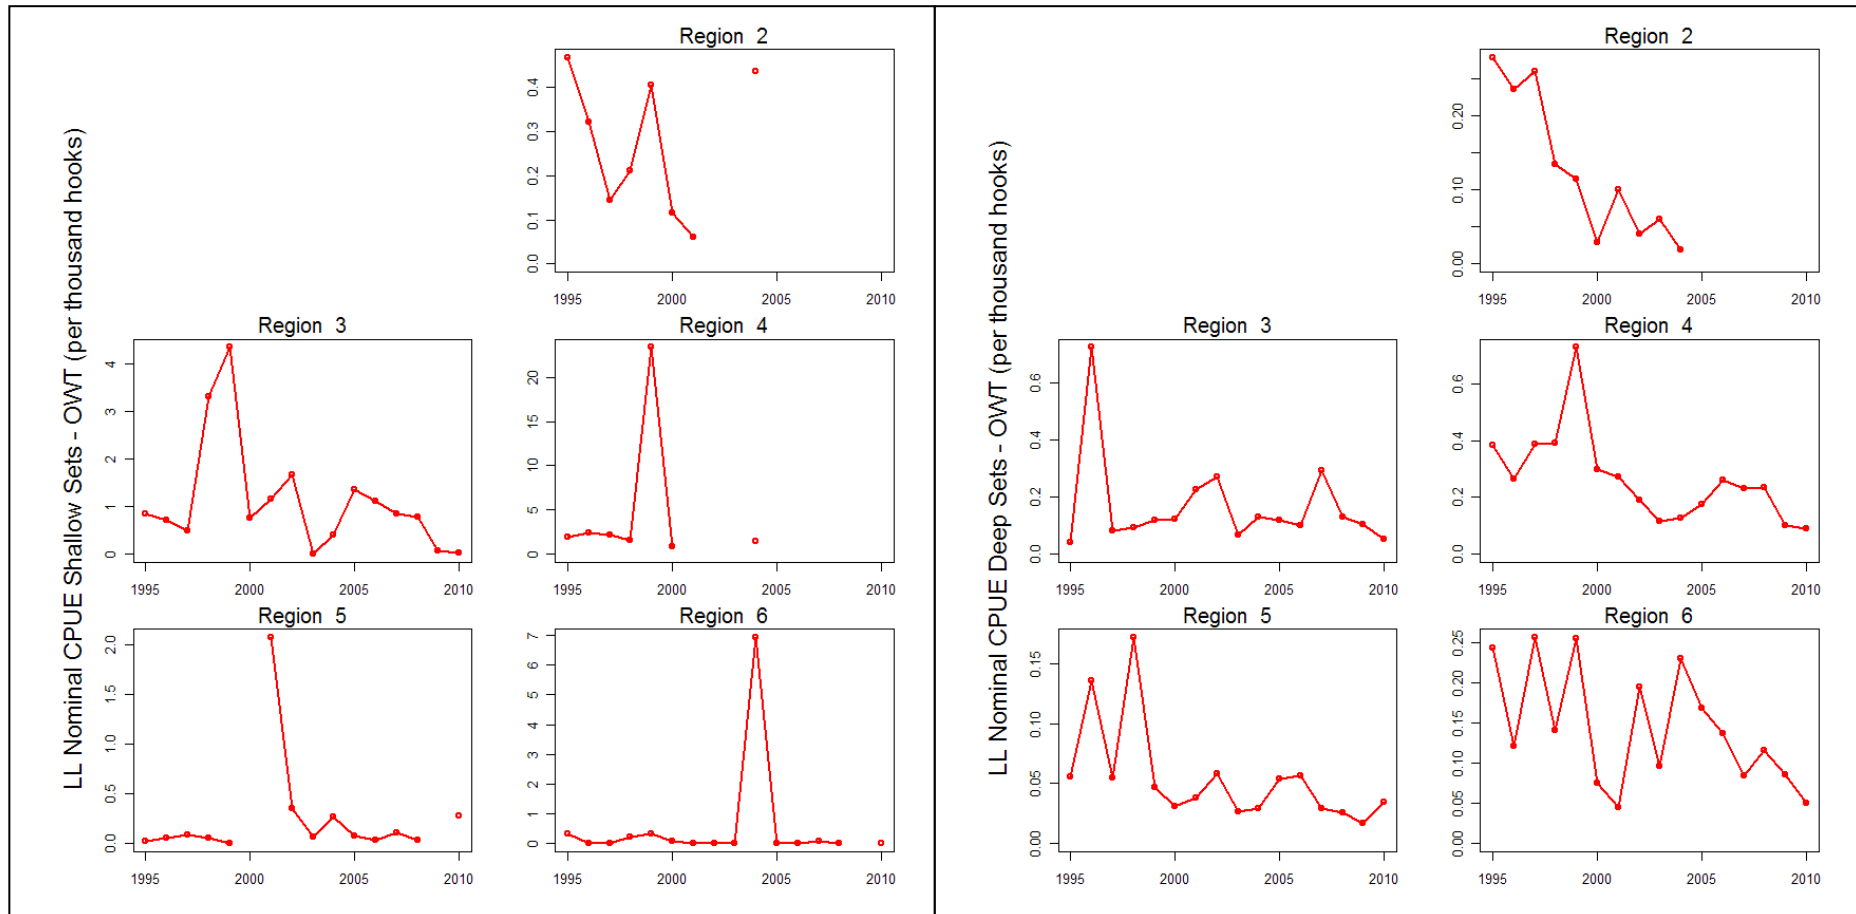 LL Nominal CPUE Shallow Sets - OWT (per thousand hooks)
Region 2
0.0 0.1 0.2 0.3 0.4
1995 2000 2005 2010
Region 3
0 1 2 3 4
1995 2000 2005 2010
Region 4
0 5 10 15 20
1995 2000 2005 2010
Region 5
0.0 0.5 1.0 1.5 2.0
1995 2000 2005 2010
Region 6
0 1 2 3 4 5 6 7
1995 2000 2005 2010
LL Nominal CPUE Deep Sets - OWT (per thousand hooks)
Region 2
0.00 0.10 0.20
1995 2000 2005 2010
Region 3
0.0 0.2 0.4 0.6
1995 2000 2005 2010
Region 4
0.0 0.2 0.4 0.6
1995 2000 2005 2010
Region 5
0.00 0.05 0.10 0.15
1995 2000 2005 2010
Region 6
0.00 0.05 0.10 0.15 0.20 0.25
1995 2000 2005 2010